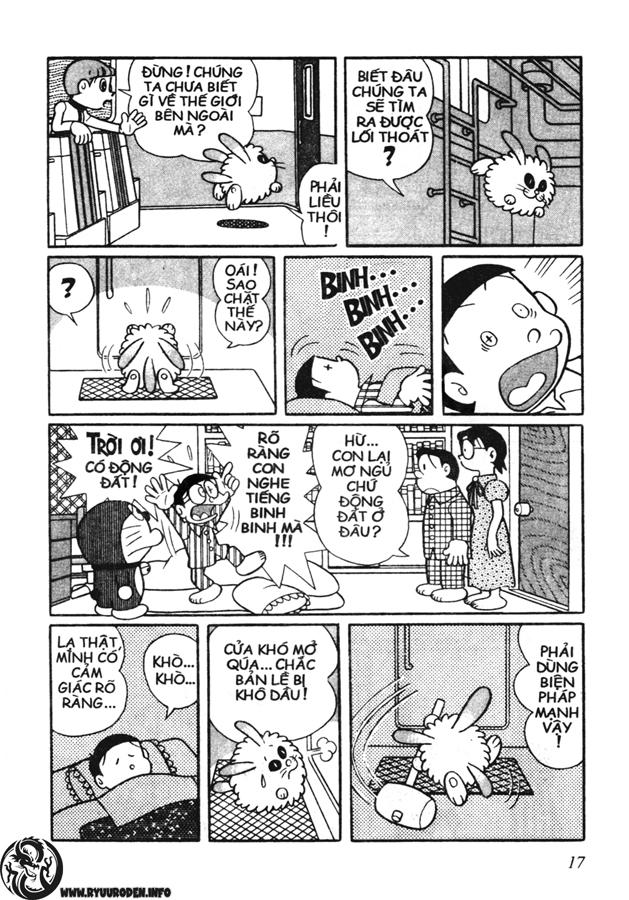 ĐỪNG! CHÚNG
TA CHƯA BIẾT
GÌ VỀ THẾ GIỚI
BÊN NGOÀI
MÀ?
PHẢI
LIỀU
THÔI
!
BIẾT ĐÂU
CHÚNG TA
SẼ TÌM
RA ĐƯỢC
LỐI THOÁT
?
?
OÁI!
SAO
CHẬT
THẾ
NÀY?
BINH...
BINH...
BINH...
TRỜI ƠI!
CÓ ĐỘNG
ĐẤT!
RÕ
RÀNG
CON
NGHE
TIẾNG
BINH
BINH MÀ
!!!
HỪ...
CON LẠI
MƠ NGỦ
CHỨ
ĐỘNG
ĐẤT Ở
ĐÂU?
LẠ THẬT,
MÌNH CÓ
CẢM
GIÁC RÕ
RÀNG...
KHÒ...
KHÒ...
CỬA KHÓ MỞ
QÚA... CHẮC
BẢN LỀ BỊ
KHÔ DẦU!
PHẢI
DÙNG
BIỆN
PHÁP
MẠNH
VẬY
!
17
WWW.RYUURODEN.INFO